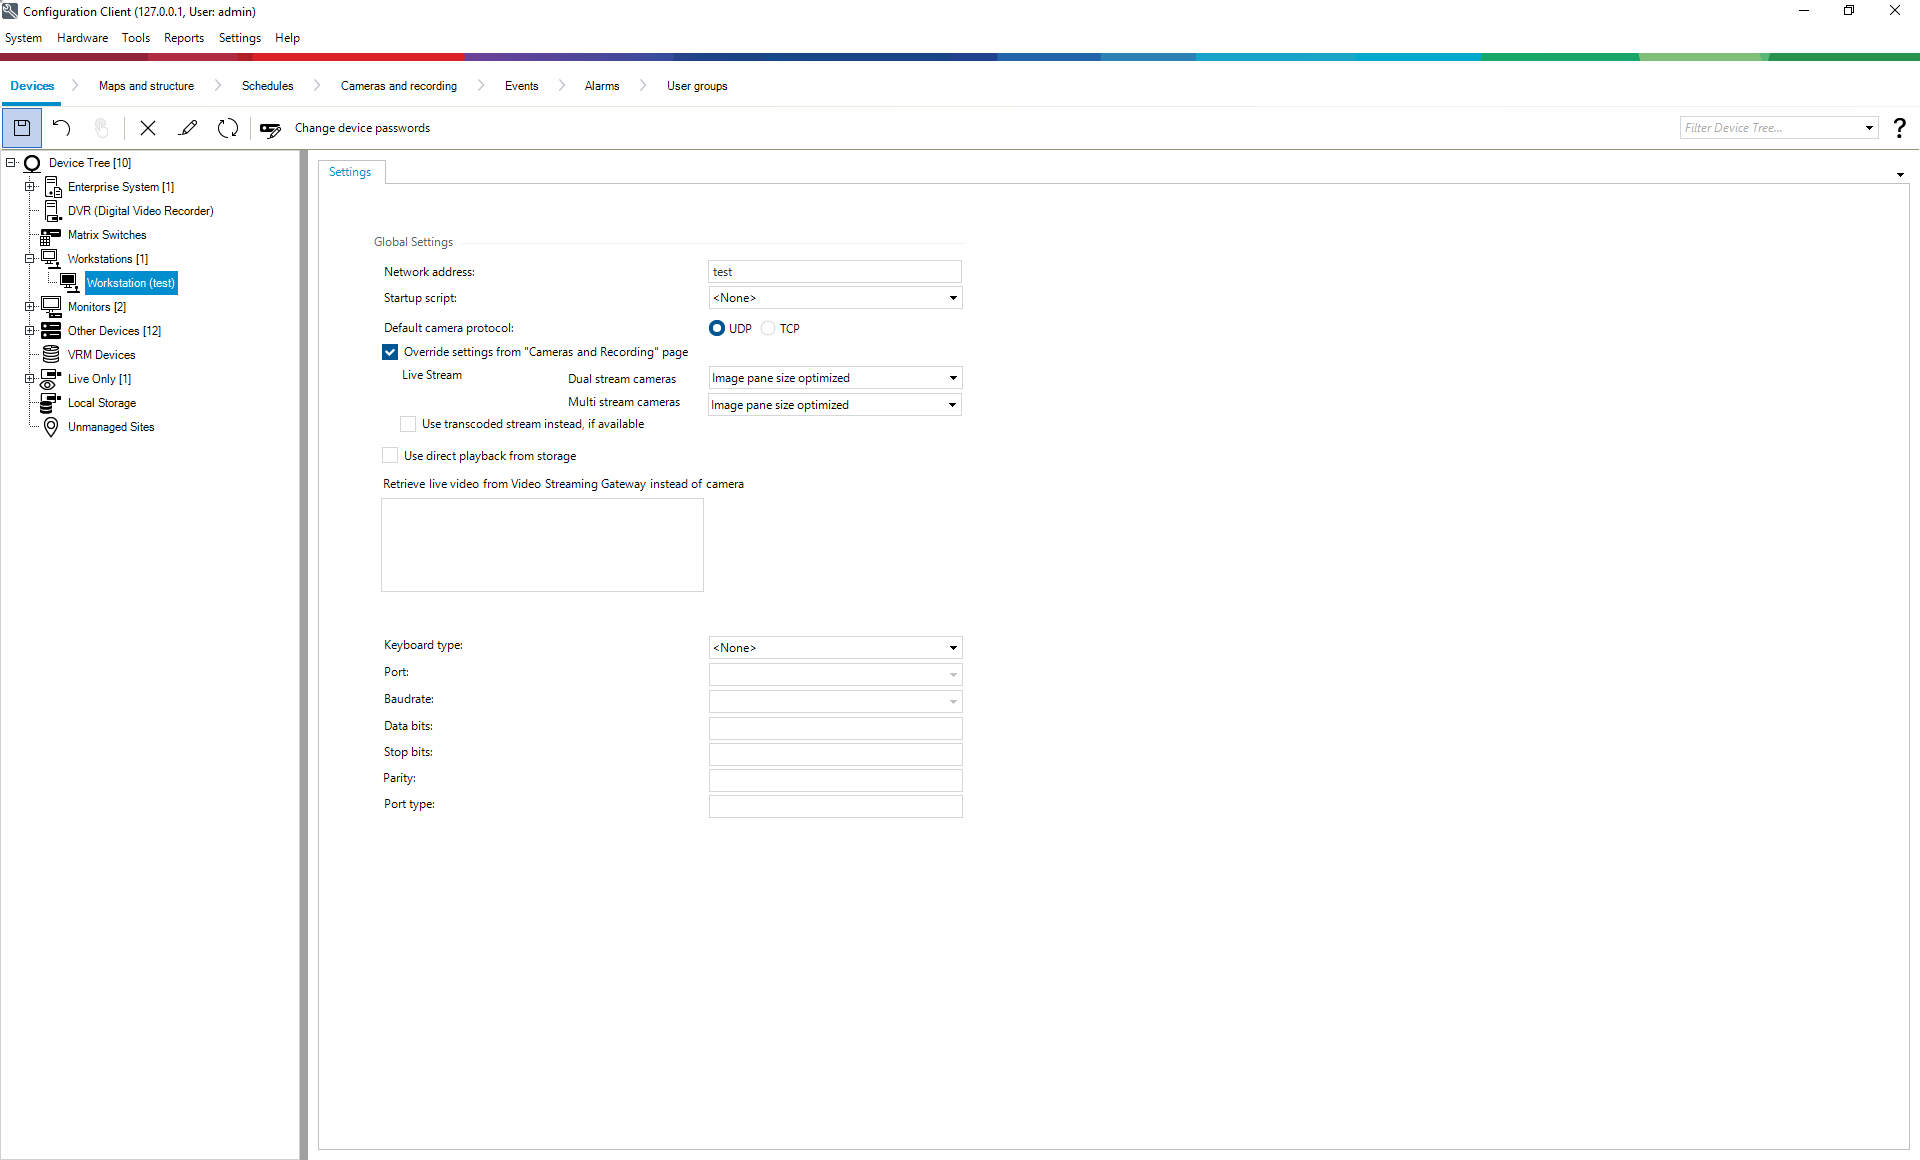 Configuration Client (127.0.0.1, User: admin)
System Hardware Tools Reports Settings Help
Devices Maps and structure Schedules Cameras and recording Events Alarms User groups
Change device passwords
Filter Device Tree...
?
Device Tree [10]
Enterprise System [1]
DVR (Digital Video Recorder)
Matrix Switches
Workstations [1]
Workstation (test)
Monitors [2]
Other Devices [12]
VRM Devices
Live Only [1]
Local Storage
Unmanaged Sites
Settings
Global Settings
Network address: test
Startup script: <None>
Default camera protocol: UDP TCP
Override settings from "Cameras and Recording" page
Live Stream Dual stream cameras Image pane size optimized
Multi stream cameras Image pane size optimized
Use transcoded stream instead, if available
Use direct playback from storage
Retrieve live video from Video Streaming Gateway instead of camera
Keyboard type: <None>
Port:
Baudrate:
Data bits:
Stop bits:
Parity:
Port type: